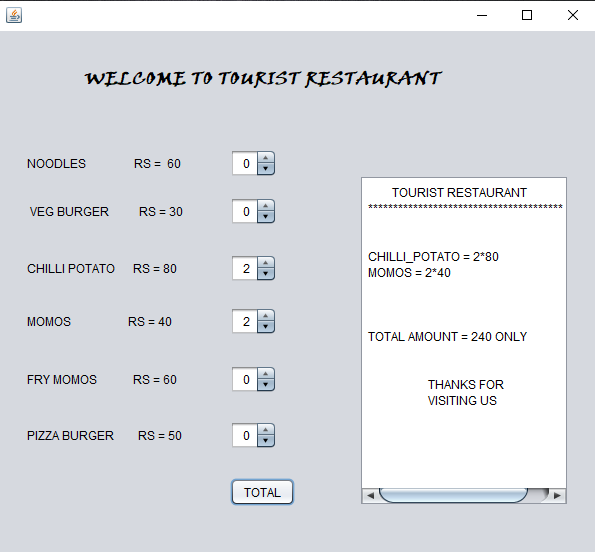 WELCOME TO TOURIST RESTAURANT
NOODLES RS = 60 0
VEG BURGER RS = 30 0
CHILLI POTATO RS = 80 2
MOMOS RS = 40 2
FRY MOMOS RS = 60 0
PIZZA BURGER RS = 50 0
TOTAL
TOURIST RESTAURANT
***************************************
CHILLI_POTATO = 2*80
MOMOS = 2*40
TOTAL AMOUNT = 240 ONLY
THANKS FOR
VISITING US